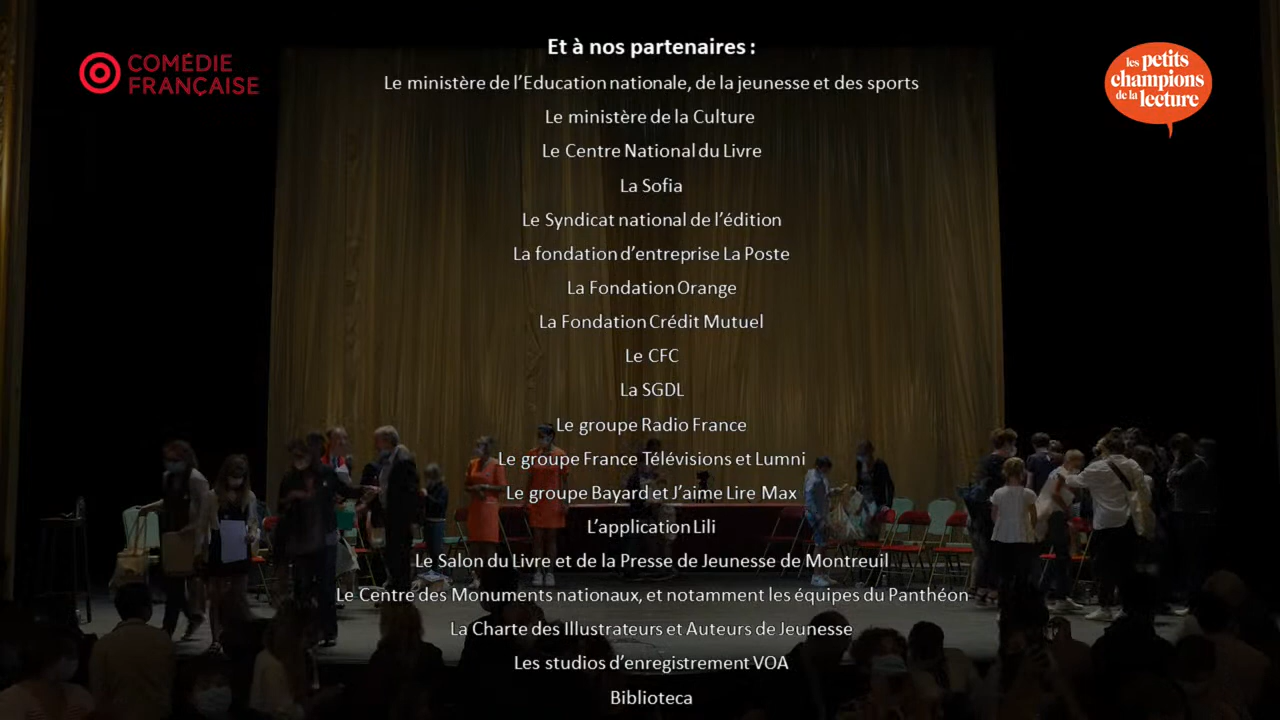 COMÉDIE
FRANÇAISE
les petits
champions
de la lecture
Et à nos partenaires :
Le ministère de l’Education nationale, de la jeunesse et des sports
Le ministère de la Culture
Le Centre National du Livre
La Sofia
Le Syndicat national de l’édition
La fondation d’entreprise La Poste
La Fondation Orange
La Fondation Crédit Mutuel
Le CFC
La SGDL
Le groupe Radio France
Le groupe France Télévisions et Lumni
Le groupe Bayard et J’aime Lire Max
L’application Lili
Le Salon du Livre et de la Presse de Jeunesse de Montreuil
Le Centre des Monuments nationaux, et notamment les équipes du Panthéon
La Charte des Illustrateurs et Auteurs de Jeunesse
Les studios d’enregistrement VOA
Biblioteca